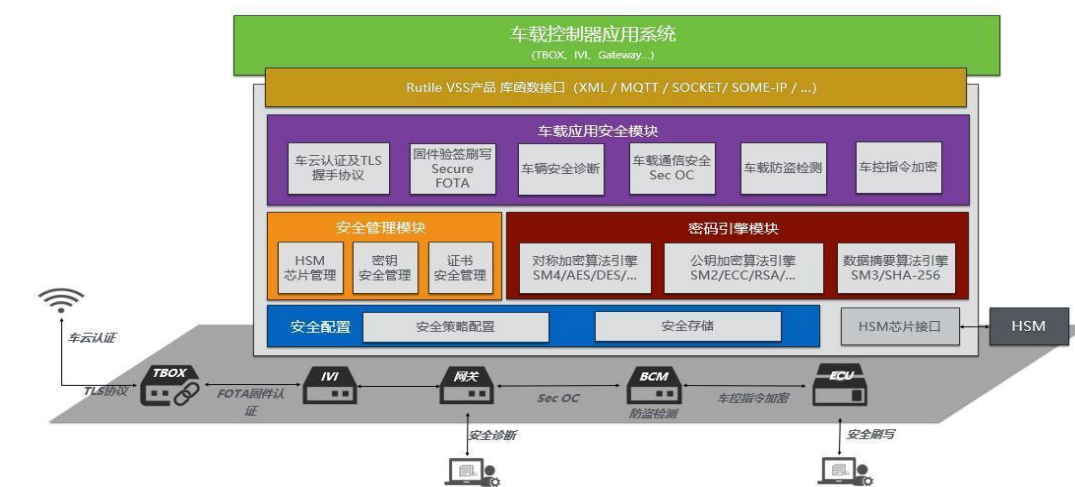 车载控制器应用系统
(TBOX、IVI、Gateway...)
Rutile VSS产品 库函数接口 (XML / MQTT / SOCKET/ SOME-IP / ...)
车载应用安全模块
车云认证及TLS
握手协议
固件验签刷写
Secure
FOTA
车辆安全诊断
车载通信安全
Sec OC
车载防盗检测
车控指令加密
安全管理模块
HSM
芯片管理
密钥
安全管理
证书
安全管理
密码引擎模块
对称加密算法引擎
SM4/AES/DES/...
公钥加密算法引擎
SM2/ECC/RSA/...
数据摘要算法引擎
SM3/SHA-256
安全配置
安全策略配置
安全存储
HSM芯片接口
HSM
车云认证
TLS协议
TBOX
FOTA固件认
证
IVI
网关
Sec OC
BCM
防盗检测
车控指令加密
ECU
安全诊断
安全刷写